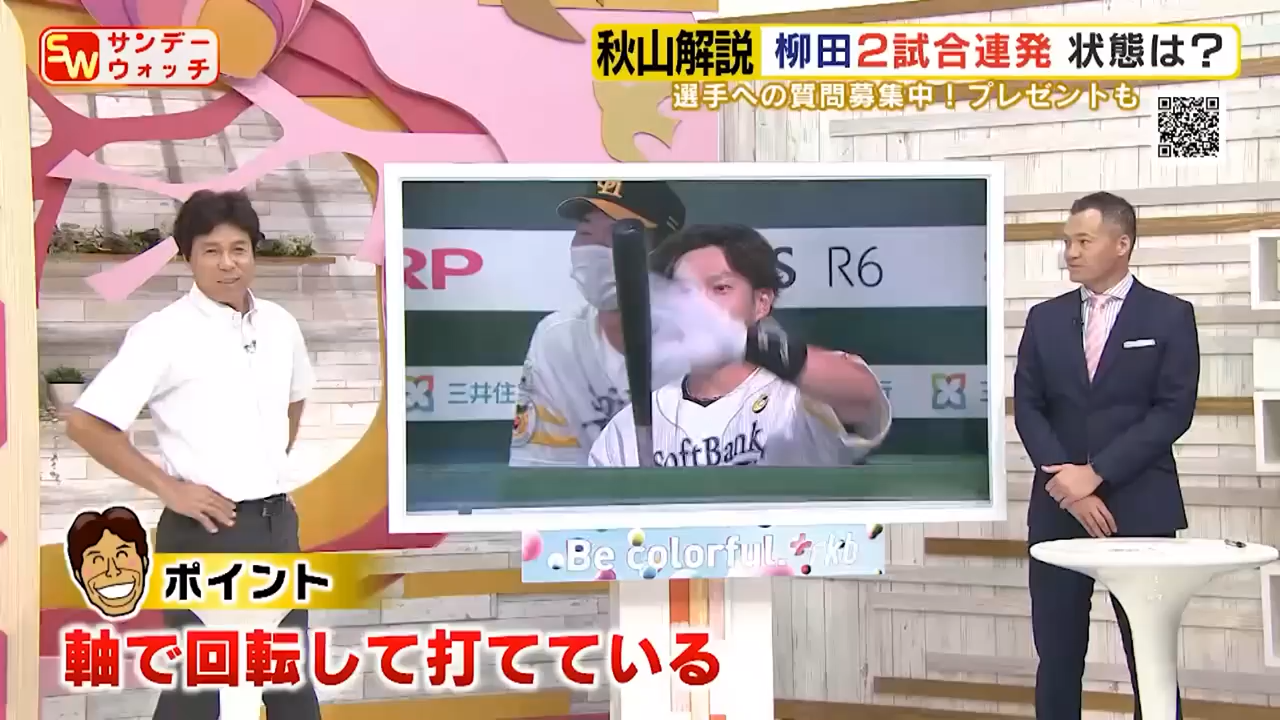 SW サンデー
ウォッチ
秋山解説 柳田2試合連発 状態は?
選手への質問募集中!プレゼントも
RP
S R6
三井住
行
SoftBank
Be colorful. rkb
ポイント
軸で回転して打てている